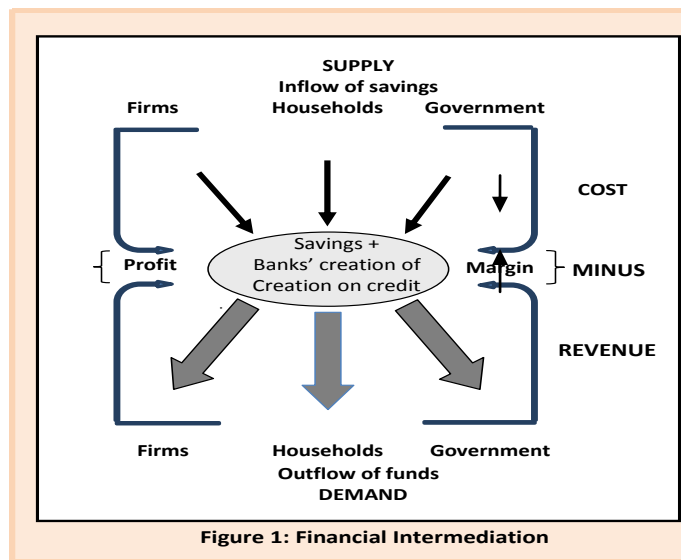 SUPPLY
Inflow of savings
Firms Households Government
COST
Savings +
Banks’ creation of
Creation on credit
Profit
Margin
MINUS
REVENUE
Firms Households Government
Outflow of funds
DEMAND
Figure 1: Financial Intermediation